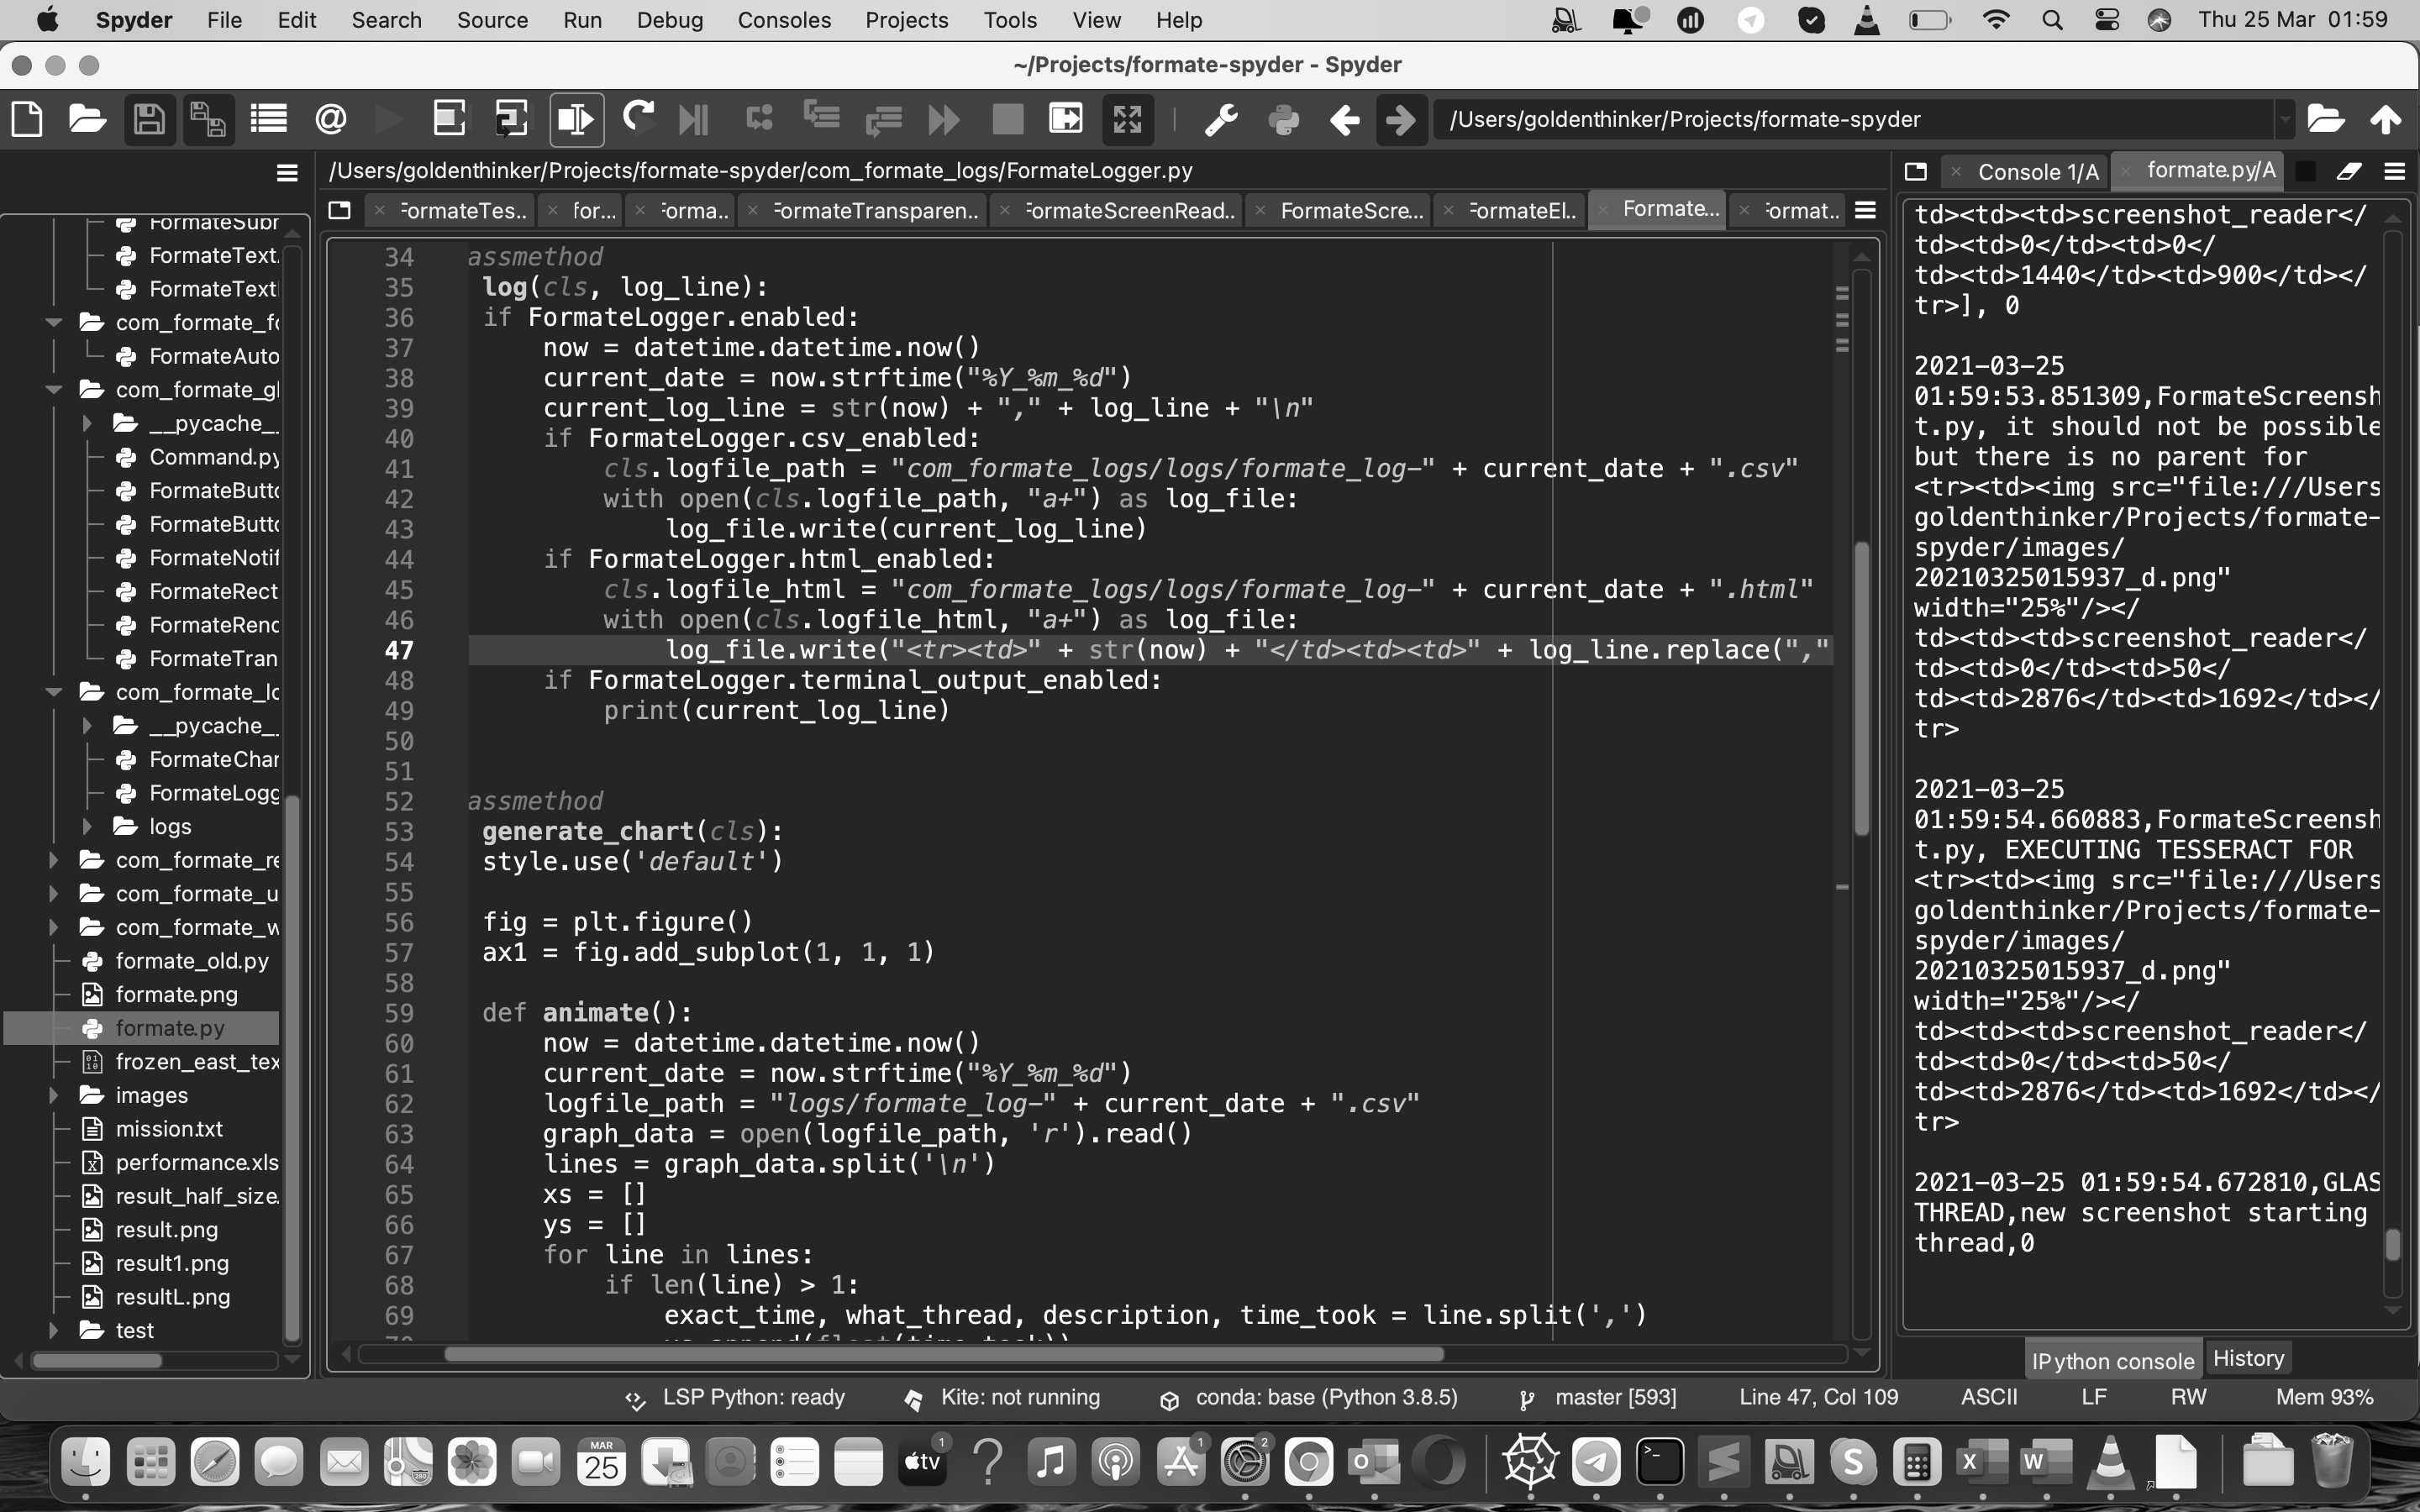 Spyder File Edit Search Source Run Debug Consoles Projects Tools View Help Thu 25 Mar 01:59
~/Projects/formate-spyder - Spyder
/Users/goldenthinker/Projects/formate-spyder
/Users/goldenthinker/Projects/formate-spyder/com_formate_logs/FormateLogger.py
FormateTes.. for... forma.. FormateTransparen.. FormateScreenRead.. FormateScre... FormateEl.. Formate... format..
Console 1/A formate.py/A
FormateSubr
FormateText.
FormateTextI
com_formate_fo
FormateAuto
com_formate_gl
__pycache__
Command.py
FormateButto
FormateButto
FormateNotif
FormateRect
FormateRend
FormateTran
com_formate_lo
__pycache__
FormateChar
FormateLogg
logs
com_formate_re
com_formate_u
com_formate_w
formate_old.py
formate.png
formate.py
frozen_east_tex
images
mission.txt
performance.xls
result_half_size.
result.png
result1.png
resultL.png
test
34 assmethod
35 log(cls, log_line):
36 if FormateLogger.enabled:
37 now = datetime.datetime.now()
38 current_date = now.strftime("%Y_%m_%d")
39 current_log_line = str(now) + "," + log_line + "\n"
40 if FormateLogger.csv_enabled:
41 cls.logfile_path = "com_formate_logs/logs/formate_log-" + current_date + ".csv"
42 with open(cls.logfile_path, "a+") as log_file:
43 log_file.write(current_log_line)
44 if FormateLogger.html_enabled:
45 cls.logfile_html = "com_formate_logs/logs/formate_log-" + current_date + ".html"
46 with open(cls.logfile_html, "a+") as log_file:
47 log_file.write("<tr><td>" + str(now) + "</td><td><td>" + log_line.replace(","
48 if FormateLogger.terminal_output_enabled:
49 print(current_log_line)
50
51
52 assmethod
53 generate_chart(cls):
54 style.use('default')
55
56 fig = plt.figure()
57 ax1 = fig.add_subplot(1, 1, 1)
58
59 def animate():
60 now = datetime.datetime.now()
61 current_date = now.strftime("%Y_%m_%d")
62 logfile_path = "logs/formate_log-" + current_date + ".csv"
63 graph_data = open(logfile_path, 'r').read()
64 lines = graph_data.split('\n')
65 xs = []
66 ys = []
67 for line in lines:
68 if len(line) > 1:
69 exact_time, what_thread, description, time_took = line.split(',')
70 xs.append(float(time_took))
td><td><td>screenshot_reader</
td><td>0</td><td>0</
td><td>1440</td><td>900</td></
tr>], 0
2021-03-25
01:59:53.851309,FormateScreensh
t.py, it should not be possible
but there is no parent for
<tr><td><img src="file:///Users
goldenthinker/Projects/formate-
spyder/images/
20210325015937_d.png"
width="25%"/></
td><td><td>screenshot_reader</
td><td>0</td><td>50</
td><td>2876</td><td>1692</td></
tr>
2021-03-25
01:59:54.660883,FormateScreensh
t.py, EXECUTING TESSERACT FOR
<tr><td><img src="file:///Users
goldenthinker/Projects/formate-
spyder/images/
20210325015937_d.png"
width="25%"/></
td><td><td>screenshot_reader</
td><td>0</td><td>50</
td><td>2876</td><td>1692</td></
tr>
2021-03-25 01:59:54.672810,GLAS
THREAD,new screenshot starting
thread,0
IPython console History
LSP Python: ready Kite: not running conda: base (Python 3.8.5) master [593] Line 47, Col 109 ASCII LF RW Mem 93%
MAR
25
tv
1
1
2